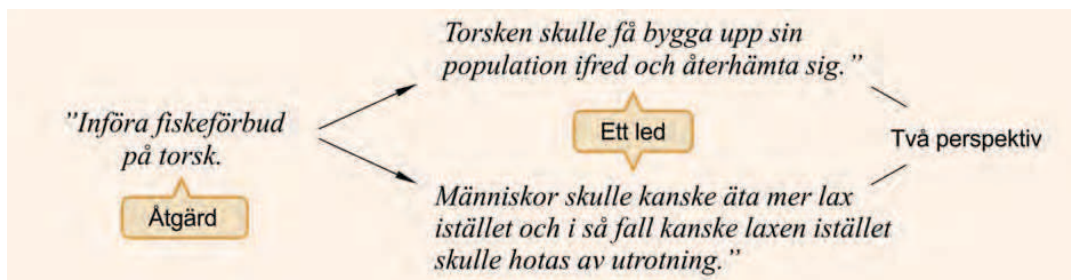 Torsken skulle få bygga upp sin
population ifred och återhämta sig.”
”Införa fiskeförbud
på torsk.
Åtgärd
Ett led
Två perspektiv
Människor skulle kanske äta mer lax
istället och i så fall kanske laxen istället
skulle hotas av utrotning.”